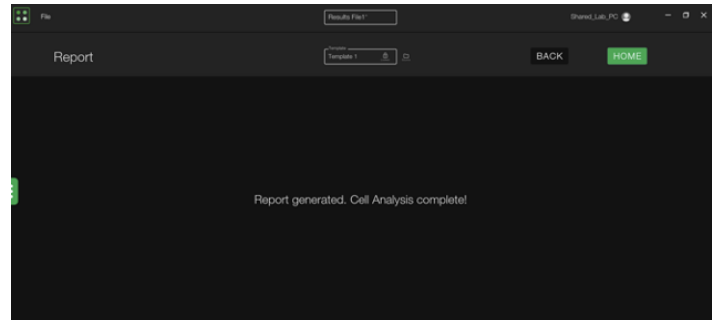 File
Results File1*
Shared_Lab_PC
Report
Template
Template 1
BACK
HOME
Report generated. Cell Analysis complete!